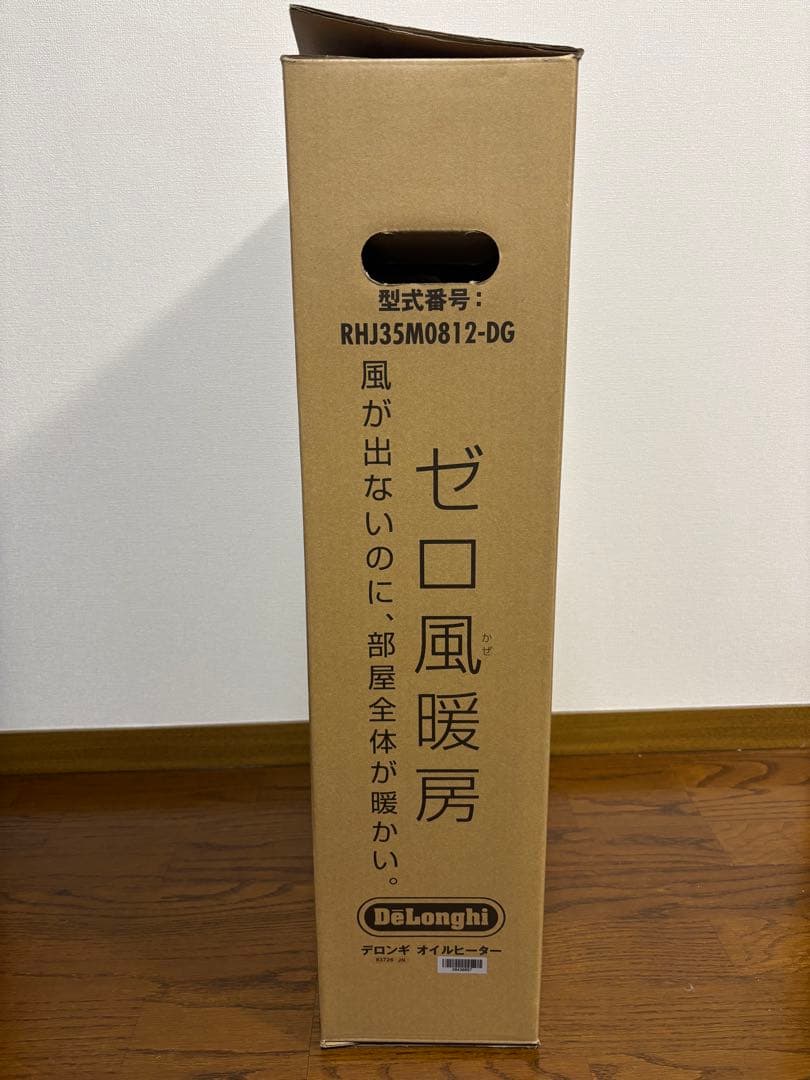 型式番号：
RHJ35M0812-DG
ゼロ風暖房
かぜ
風が出ないのに、部屋全体が暖かい。
DeLonghi
デロンギ オイルヒーター